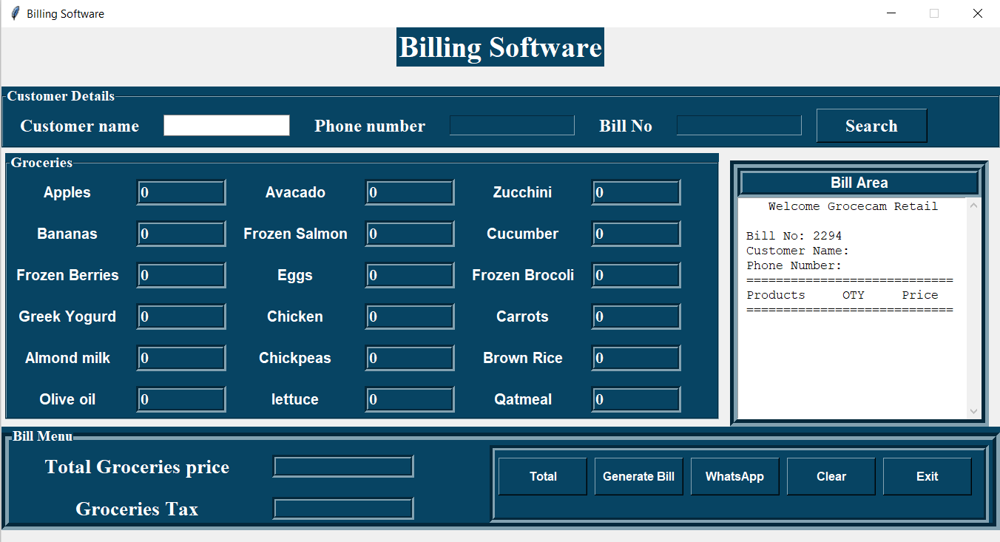 Billing Software
Billing Software
Customer Details
Customer name Phone number Bill No Search
Groceries
Apples 0 Avacado 0 Zucchini 0
Bananas 0 Frozen Salmon 0 Cucumber 0
Frozen Berries 0 Eggs 0 Frozen Brocoli 0
Greek Yogurd 0 Chicken 0 Carrots 0
Almond milk 0 Chickpeas 0 Brown Rice 0
Olive oil 0 lettuce 0 Qatmeal 0
Bill Area
Welcome Grocecam Retail
Bill No: 2294
Customer Name:
Phone Number:
============================
Products OTY Price
============================
Bill Menu
Total Groceries price
Groceries Tax
Total Generate Bill WhatsApp Clear Exit